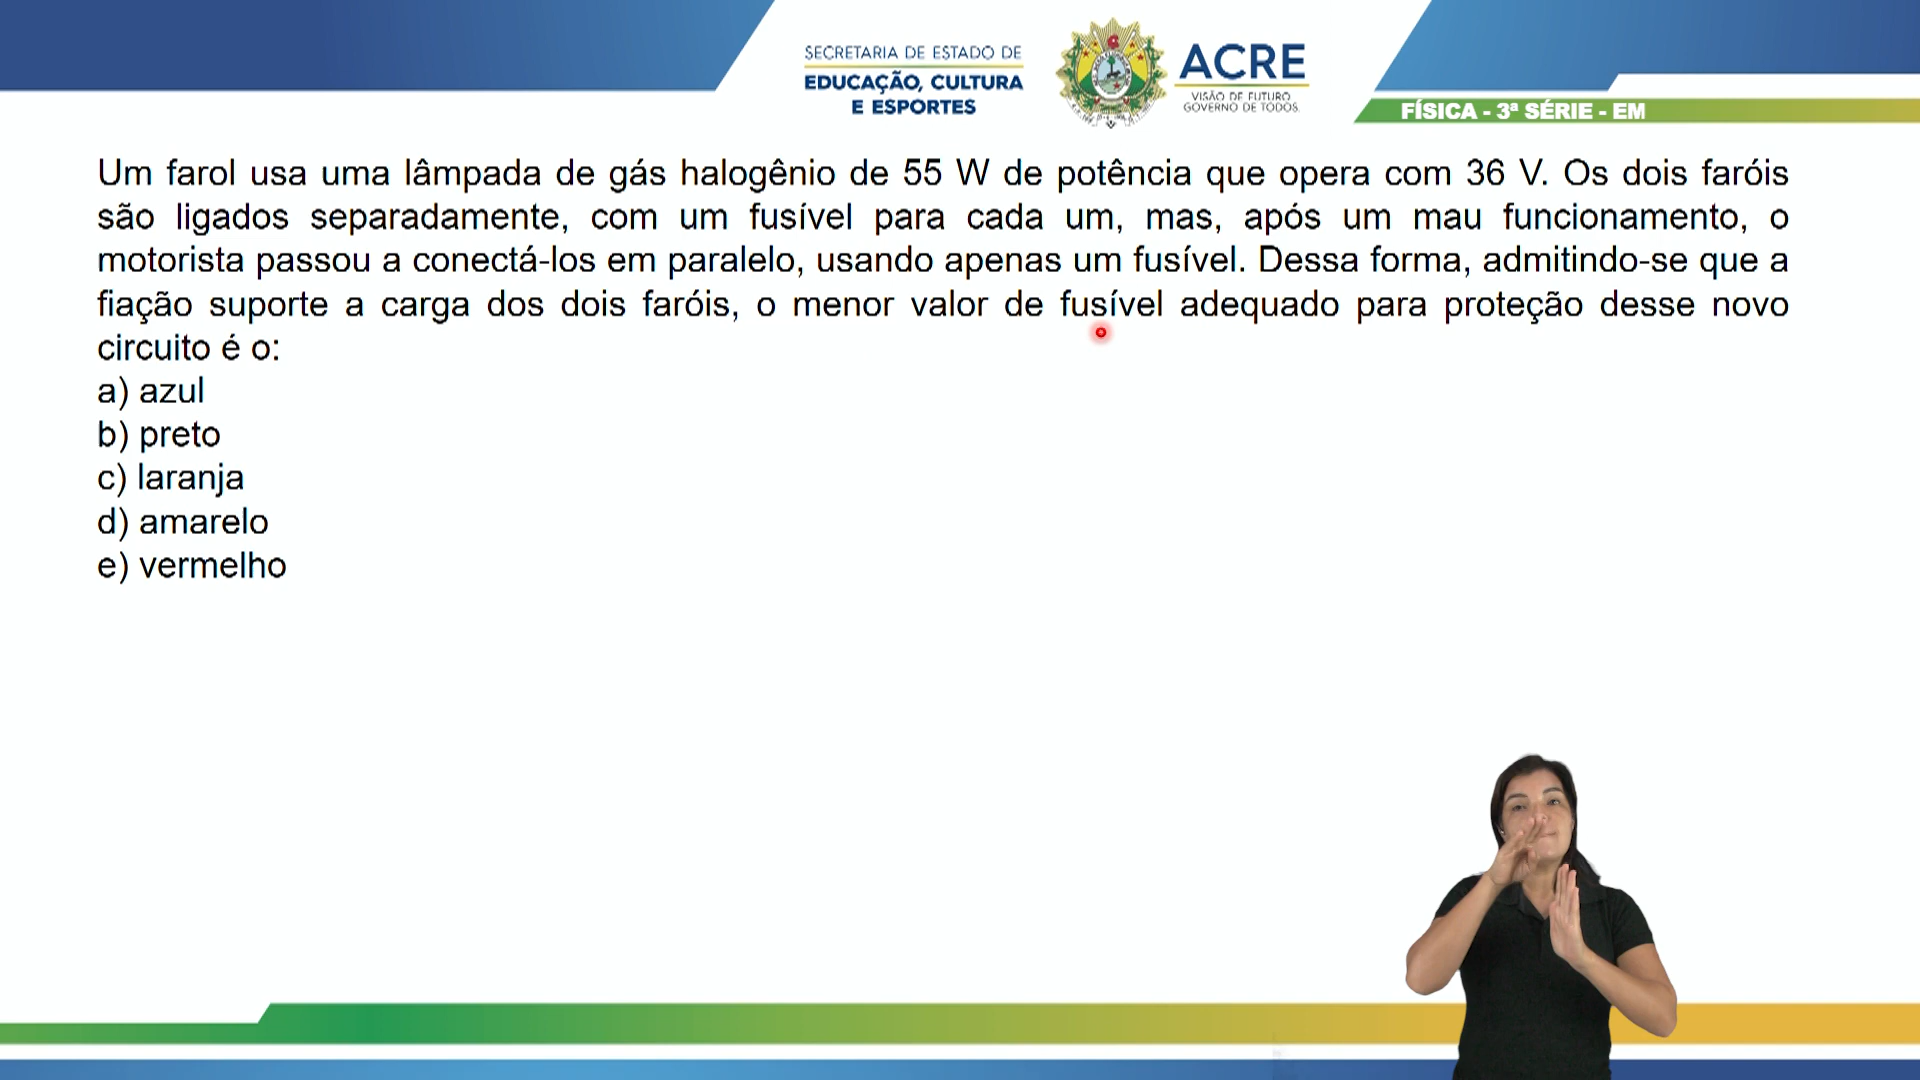 SECRETARIA DE ESTADO DE
EDUCAÇÃO, CULTURA
E ESPORTES
ACRE
VISÃO DE FUTURO
GOVERNO DE TODOS.
FÍSICA - 3ª SÉRIE - EM
Um farol usa uma lâmpada de gás halogênio de 55 W de potência que opera com 36 V. Os dois faróis
são ligados separadamente, com um fusível para cada um, mas, após um mau funcionamento, o
motorista passou a conectá-los em paralelo, usando apenas um fusível. Dessa forma, admitindo-se que a
fiação suporte a carga dos dois faróis, o menor valor de fusível adequado para proteção desse novo
circuito é o:
a) azul
b) preto
c) laranja
d) amarelo
e) vermelho